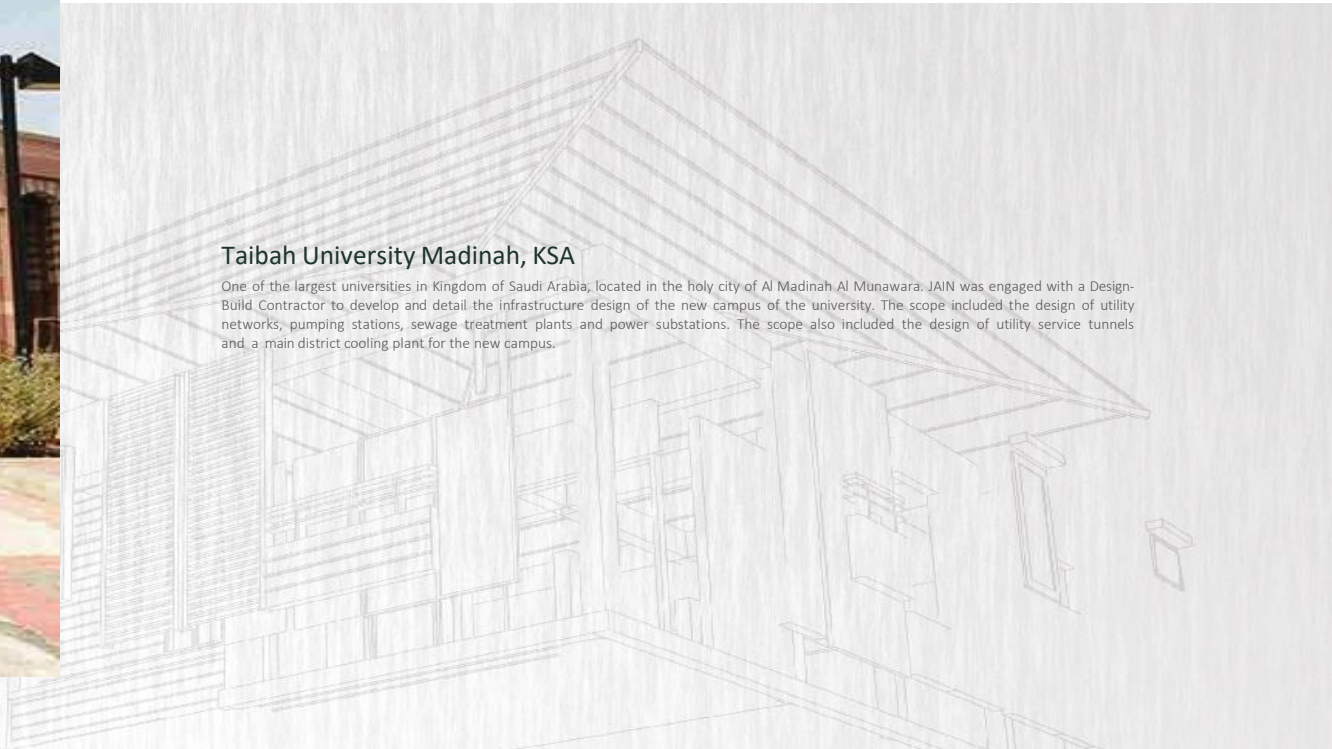 Taibah University Madinah, KSA
One of the largest universities in Kingdom of Saudi Arabia, located in the holy city of Al Madinah Al Munawara. JAIN was engaged with a Design-
Build Contractor to develop and detail the infrastructure design of the new campus of the university. The scope included the design of utility
networks, pumping stations, sewage treatment plants and power substations. The scope also included the design of utility service tunnels
and a main district cooling plant for the new campus.